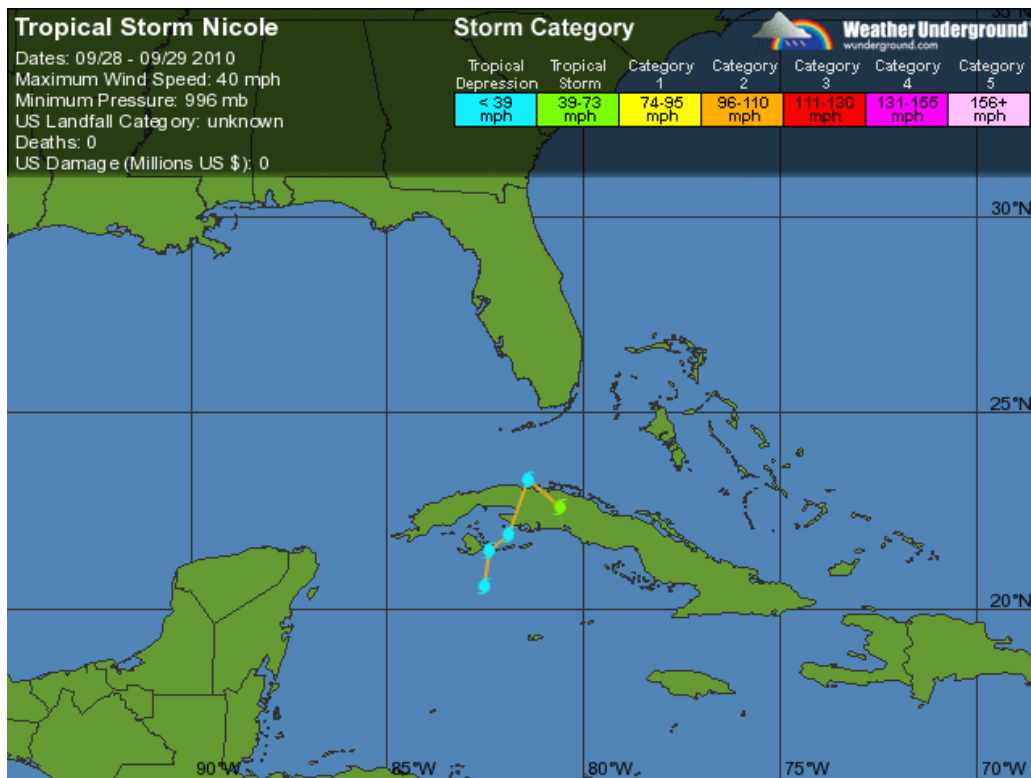 Tropical Storm Nicole
Dates: 09/28 - 09/29 2010
Maximum Wind Speed: 40 mph
Minimum Pressure: 996 mb
US Landfall Category: unknown
Deaths: 0
US Damage (Millions US $): 0
Storm Category
Weather Underground
wunderground.com
Tropical Depression
< 39 mph
Tropical Storm
39-73 mph
Category 1
74-95 mph
Category 2
96-110 mph
Category 3
111-130 mph
Category 4
131-155 mph
Category 5
156+ mph
35°N
30°N
25°N
20°N
90°W 85°W 80°W 75°W 70°W